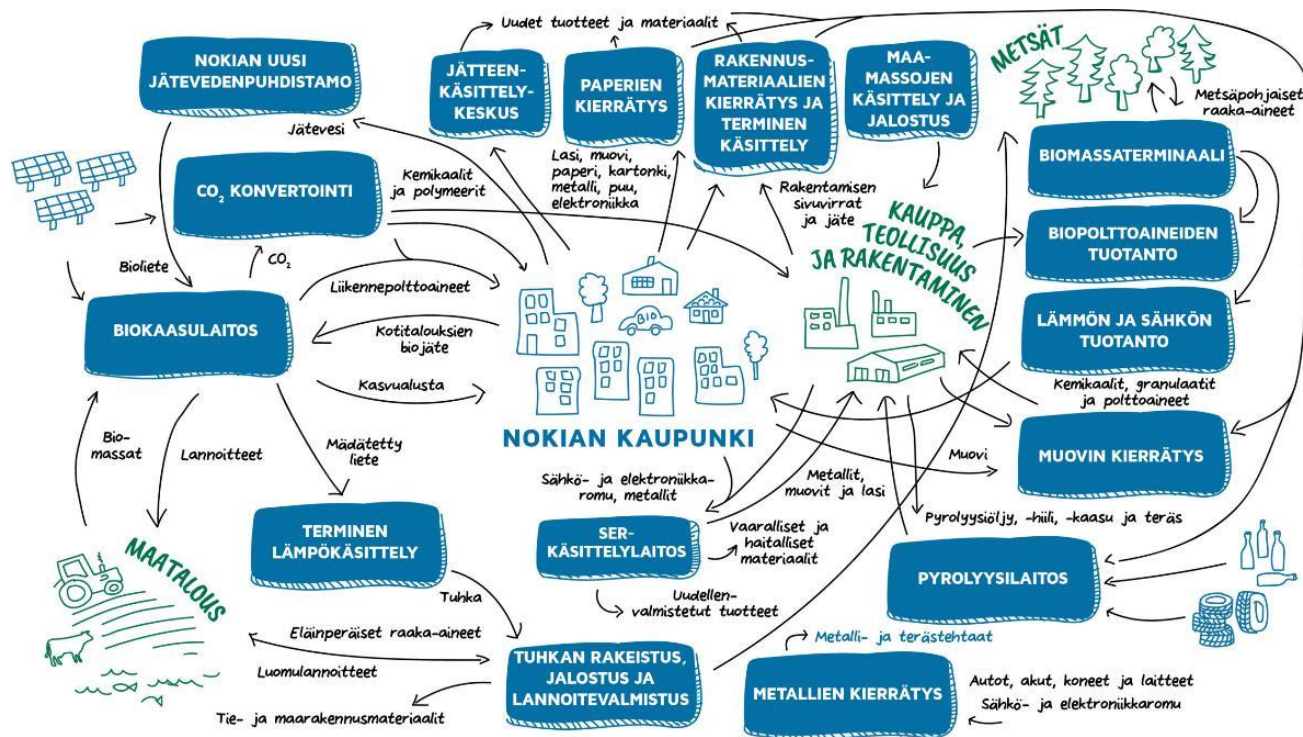 Uudet tuotteet ja materiaalit
NOKIAN UUSI
JÄTEVEDENPUHDISTAMO
JÄTTEEN-
KÄSITTELY-
KESKUS
PAPERIEN
KIERRÄTYS
RAKENNUS-
MATERIAALIEN
KIERRÄTYS JA
TERMINEN
KÄSITTELY
MAA-
MASSOJEN
KÄSITTELY JA
JALOSTUS
METSÄT
Metsäpohjaiset
raaka-aineet
Jätevesi
CO₂ KONVERTOINTI
Kemikaalit
ja polymeerit
Lasi, muovi,
paperi, kartonki,
metalli, puu,
elektroniikka
Rakentamisen
sivuvirrat
ja jäte
BIOMASSATERMINAALI
KAUPPA,
TEOLLISUUS
JA RAKENTAMINEN
BIOPOLTTOAINEIDEN
TUOTANTO
Bioliete
CO₂
BIOKAASULAITOS
Liikennepolttoaineet
Kotitalouksien
biojäte
Kasvualusta
BIO
LÄMMÖN JA SÄHKÖN
TUOTANTO
Kemikaalit, granulaatit
ja polttoaineet
NOKIAN KAUPUNKI
Bio-
massat
Lannoitteet
Mädätetty
liete
Muovi
MUOVIN KIERRÄTYS
Sähkö- ja elektroniikka-
romu, metallit
Metallit,
muovit ja lasi
TERMINEN
LÄMPÖKÄSITTELY
SER-
KÄSITTELYLAITOS
Vaaralliset ja
haitalliset
materiaalit
Pyrolyysiöljy, -hiili, -kaasu ja teräs
PYROLYYSILAITOS
MAATALOUS
Tuhka
Uudellen-
valmistetut tuotteet
Eläinperäiset raaka-aineet
Luomulannoitteet
TUHKAN RAKEISTUS,
JALOSTUS JA
LANNOITEVALMISTUS
Metalli- ja terästehtaat
METALLIEN KIERRÄTYS
Autot, akut, koneet ja laitteet
Sähkö- ja elektroniikkaromu
Tie- ja maarakennusmateriaalit